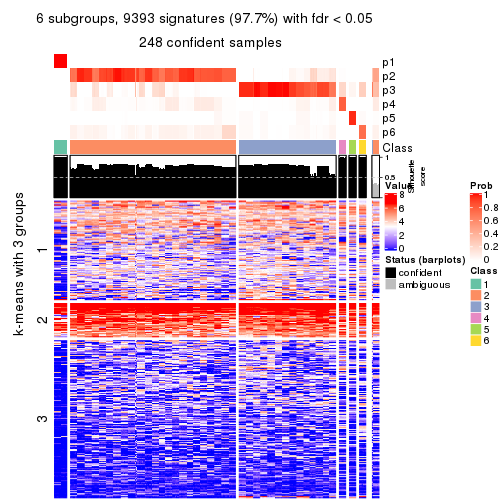 6 subgroups, 9393 signatures (97.7%) with fdr < 0.05
248 confident samples
p1
p2
p3
p4
p5
p6
Class
1
0.5
0
Silhouette
score
k-means with 3 groups
1
2
3
Value
8
6
4
2
0
Status (barplots)
confident
ambiguous
Prob
1
0.8
0.6
0.4
0.2
0
Class
1
2
3
4
5
6